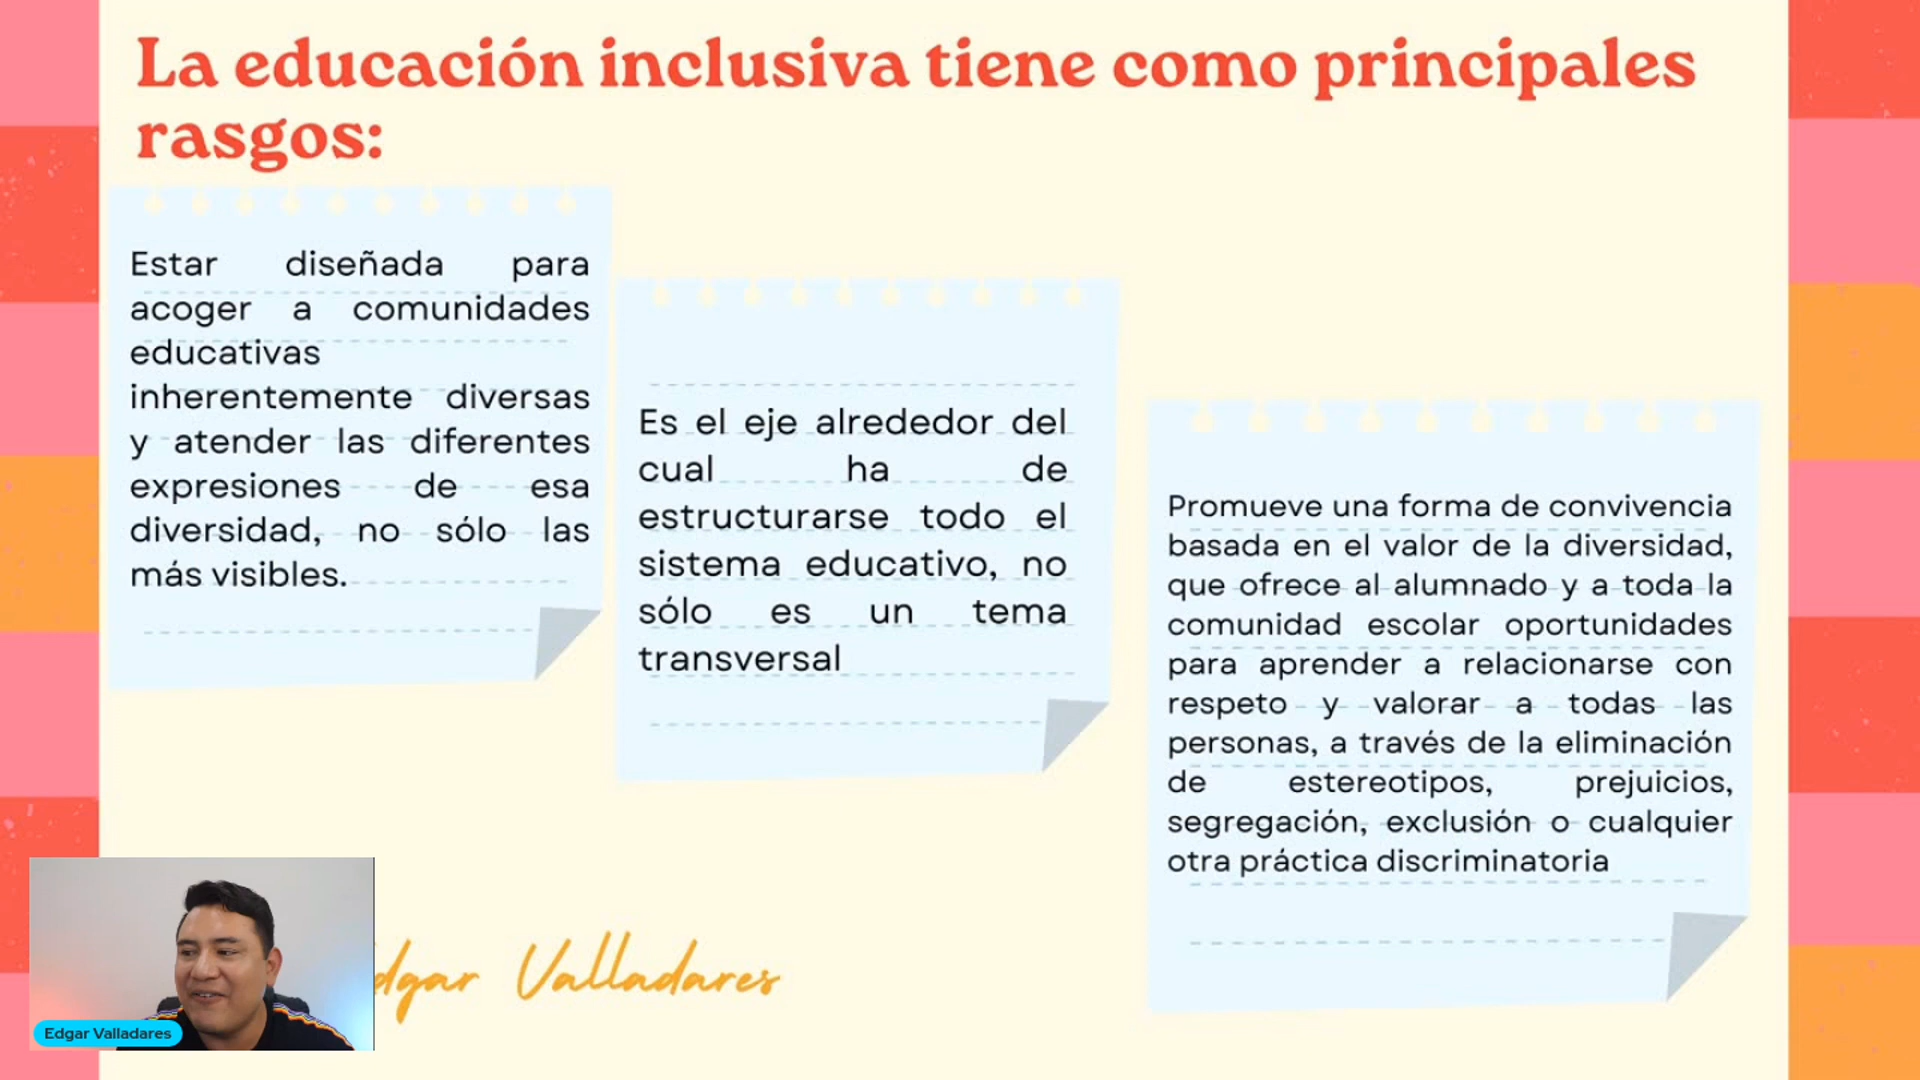 La educación inclusiva tiene como principales
rasgos:
Estar diseñada para
acoger a comunidades
educativas
inherentemente diversas
y atender las diferentes
expresiones de esa
diversidad, no sólo las
más visibles.
Es el eje alrededor del
cual ha de
estructurarse todo el
sistema educativo, no
sólo es un tema
transversal
Promueve una forma de convivencia
basada en el valor de la diversidad,
que ofrece al alumnado y a toda la
comunidad escolar oportunidades
para aprender a relacionarse con
respeto y valorar a todas las
personas, a través de la eliminación
de estereotipos, prejuicios,
segregación, exclusión o cualquier
otra práctica discriminatoria
dgar Valladares
Edgar Valladares